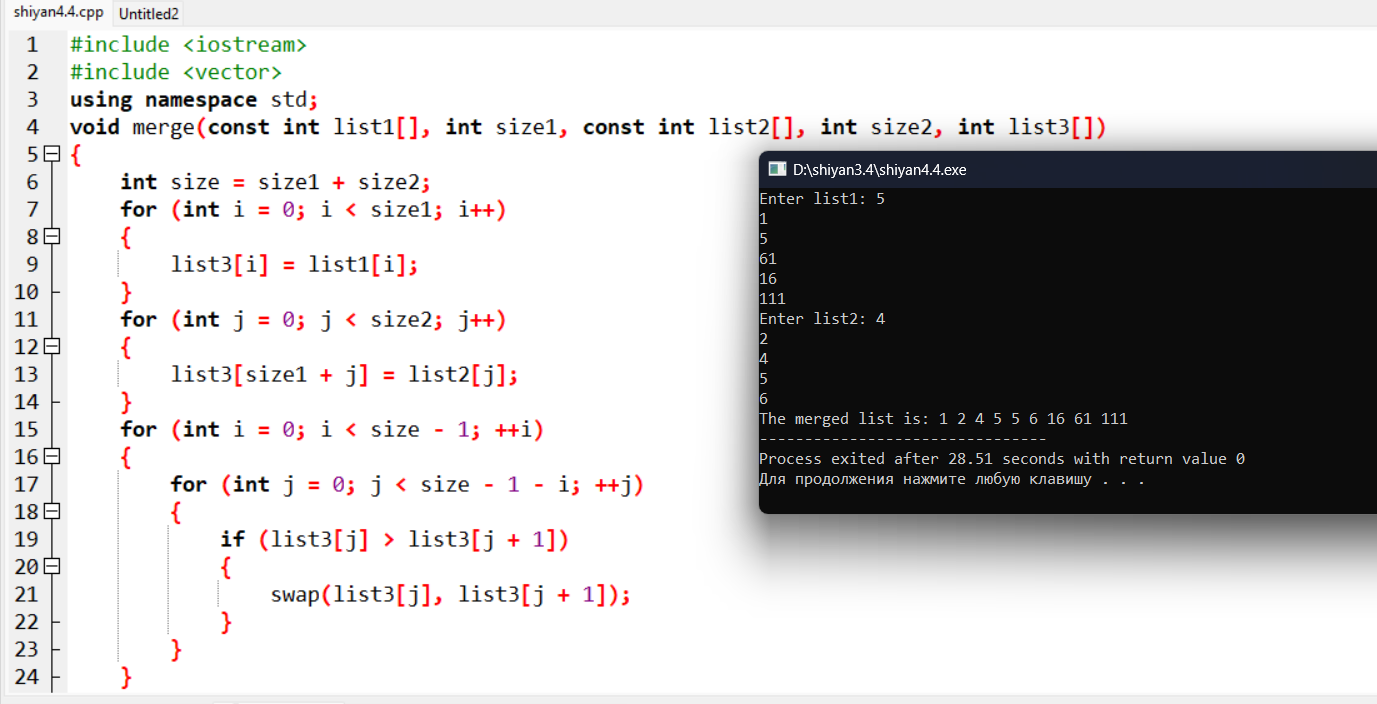 shiyan4.4.cpp Untitled2
1 #include <iostream>
2 #include <vector>
3 using namespace std;
4 void merge(const int list1[], int size1, const int list2[], int size2, int list3[])
5 {
6 int size = size1 + size2;
7 for (int i = 0; i < size1; i++)
8 {
9 list3[i] = list1[i];
10 }
11 for (int j = 0; j < size2; j++)
12 {
13 list3[size1 + j] = list2[j];
14 }
15 for (int i = 0; i < size - 1; ++i)
16 {
17 for (int j = 0; j < size - 1 - i; ++j)
18 {
19 if (list3[j] > list3[j + 1])
20 {
21 swap(list3[j], list3[j + 1]);
22 }
23 }
24 }
D:\shiyan3.4\shiyan4.4.exe
Enter list1: 5
1
5
61
16
111
Enter list2: 4
2
4
5
6
The merged list is: 1 2 4 5 5 6 16 61 111
--------------------------------
Process exited after 28.51 seconds with return value 0
Для продолжения нажмите любую клавишу . . .